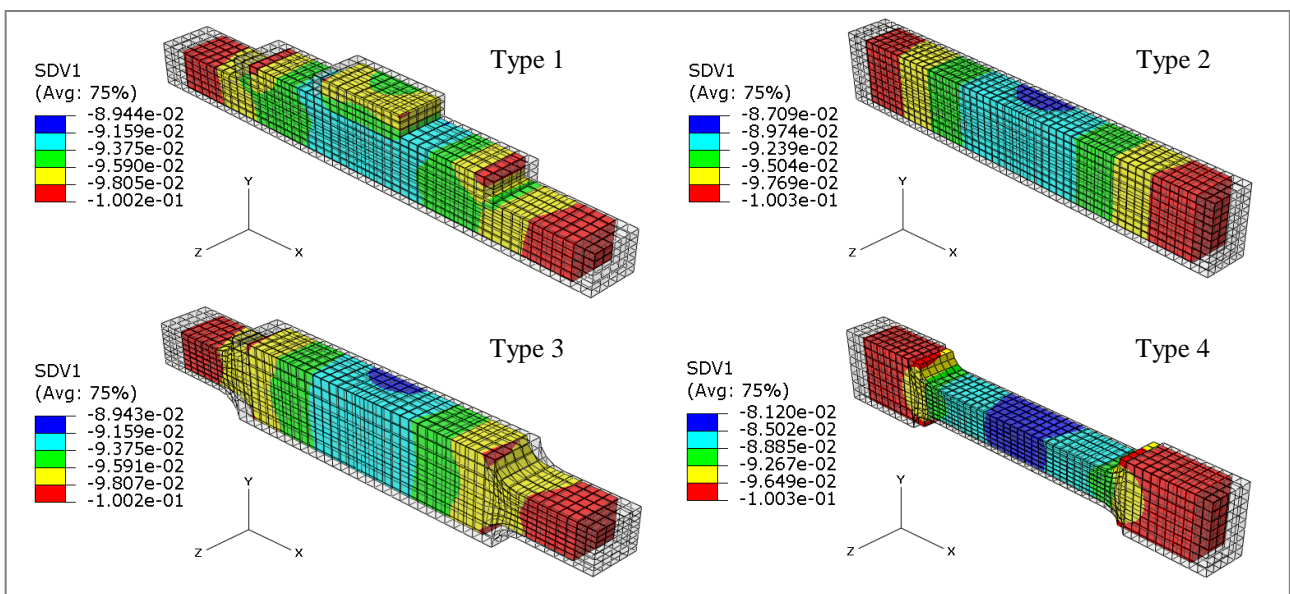 Type 1
SDV1
(Avg: 75%)
-8.944e-02
-9.159e-02
-9.375e-02
-9.590e-02
-9.805e-02
-1.002e-01
Y
Z
X
Type 2
SDV1
(Avg: 75%)
-8.709e-02
-8.974e-02
-9.239e-02
-9.504e-02
-9.769e-02
-1.003e-01
Y
Z
X
Type 3
SDV1
(Avg: 75%)
-8.943e-02
-9.159e-02
-9.375e-02
-9.591e-02
-9.807e-02
-1.002e-01
Y
Z
X
Type 4
SDV1
(Avg: 75%)
-8.120e-02
-8.502e-02
-8.885e-02
-9.267e-02
-9.649e-02
-1.003e-01
Y
Z
X